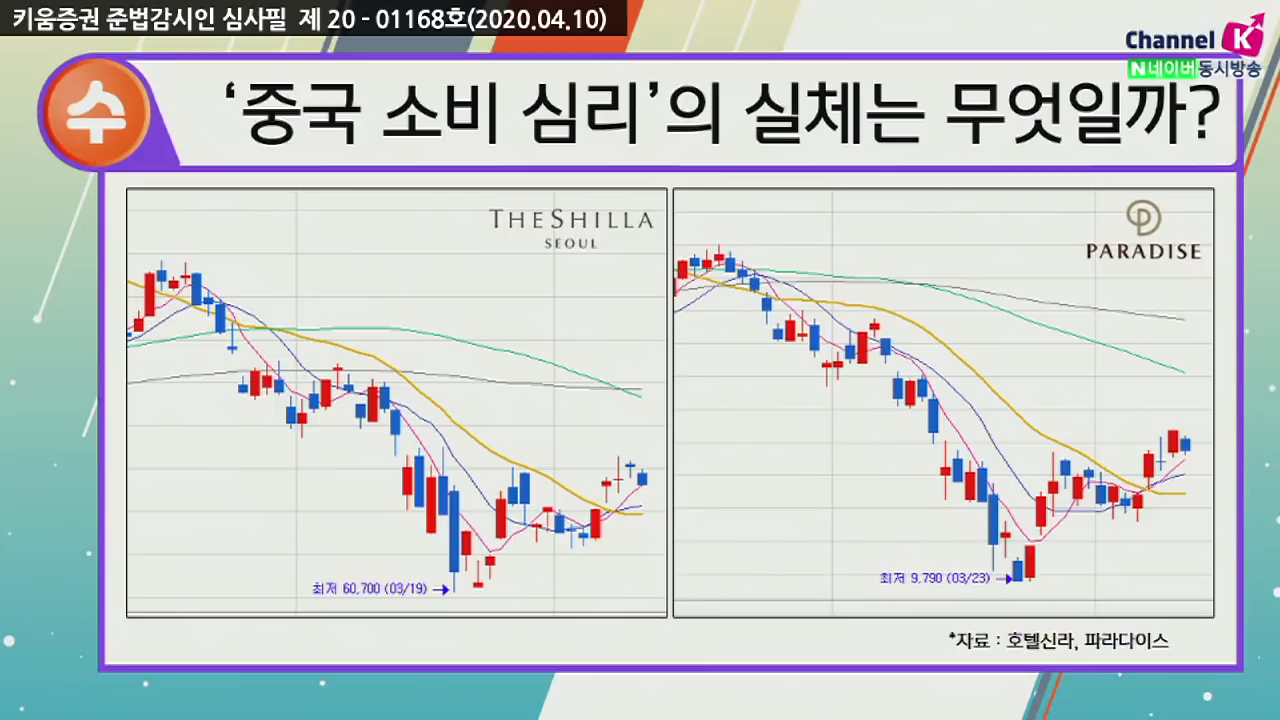 키움증권 준법감시인 심사필 제 20 - 01168호(2020.04.10)
Channel K
N 네이버 동시방송
수
‘중국 소비 심리’의 실체는 무엇일까?
THE SHILLA
SEOUL
PARADISE
최저 60,700 (03/19)
최저 9,790 (03/23)
*자료 : 호텔신라, 파라다이스